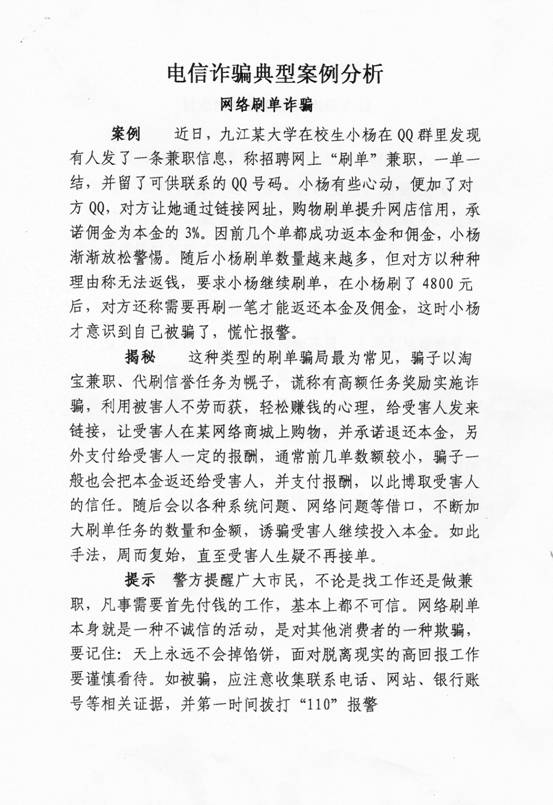 电信诈骗典型案例分析
网络刷单诈骗
案例 近日，九江某大学在校生小杨在QQ群里发现
有人发了一条兼职信息，称招聘网上“刷单”兼职，一单一
结，并留了可供联系的QQ号码。小杨有些心动，便加了对
方QQ，对方让她通过链接网址，购物刷单提升网店信用，承
诺佣金为本金的3%。因前几个单都成功返本金和佣金，小杨
渐渐放松警惕。随后小杨刷单数量越来越多，但对方以种种
理由称无法返钱，要求小杨继续刷单，在小杨刷了4800元
后，对方还称需要再刷一笔才能返还本金及佣金，这时小杨
才意识到自己被骗了，慌忙报警。
揭秘 这种类型的刷单骗局最为常见，骗子以淘
宝兼职、代刷信誉任务为幌子，谎称有高额任务奖励实施诈
骗，利用被害人不劳而获，轻松赚钱的心理，给受害人发来
链接，让受害人在某网络商城上购物，并承诺退还本金，另
外支付给受害人一定的报酬，通常前几单数额较小，骗子一
般也会把本金返还给受害人，并支付报酬，以此博取受害人
的信任。随后会以各种系统问题、网络问题等借口，不断加
大刷单任务的数量和金额，诱骗受害人继续投入本金。如此
手法，周而复始，直至受害人生疑不再接单。
提示 警方提醒广大市民，不论是找工作还是做兼
职，凡事需要首先付钱的工作，基本上都不可信。网络刷单
本身就是一种不诚信的活动，是对其他消费者的一种欺骗，
要记住：天上永远不会掉馅饼，面对脱离现实的高回报工作
要谨慎看待。如被骗，应注意收集联系电话、网站、银行账
号等相关证据，并第一时间拨打“110”报警